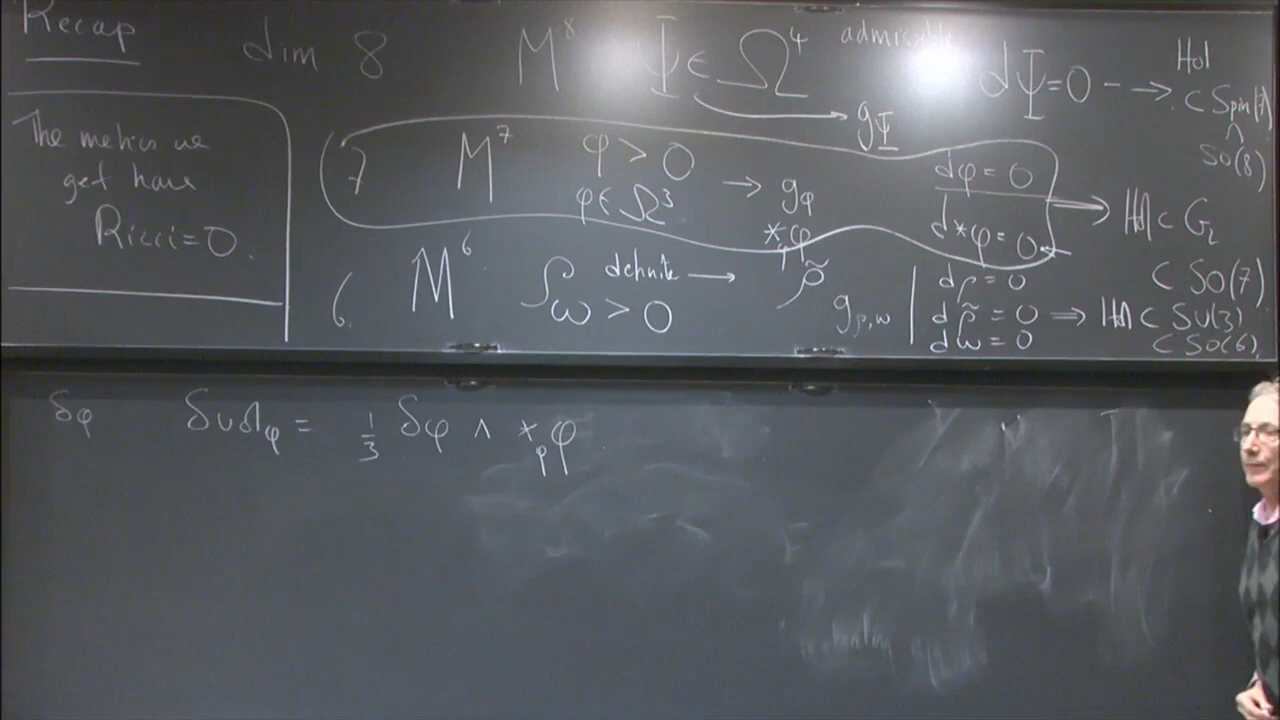 Recap
dim 8 M⁸ Ψ ∈ Ω⁴ admissible dΨ=0 --→ Hol ⊂ Spin(7)
→ g_Ψ ∧ SO(8)
The metrics we
get have
Ricci=0.
7 M⁷ φ > 0 → g_φ dφ = 0
φ ∈ Ω³ *_φ φ d*φ = 0 ⟹ Hol ⊂ G₂
⊂ SO(7)
6. M⁶ ρ definite → ρ̃ dρ = 0
ω > 0 g_{ρ,ω} dρ̃ = 0 ⟹ Hol ⊂ SU(3)
dω = 0 ⊂ SO(6)
δφ δvol_φ = 1/3 δφ ∧ *_φ φ.